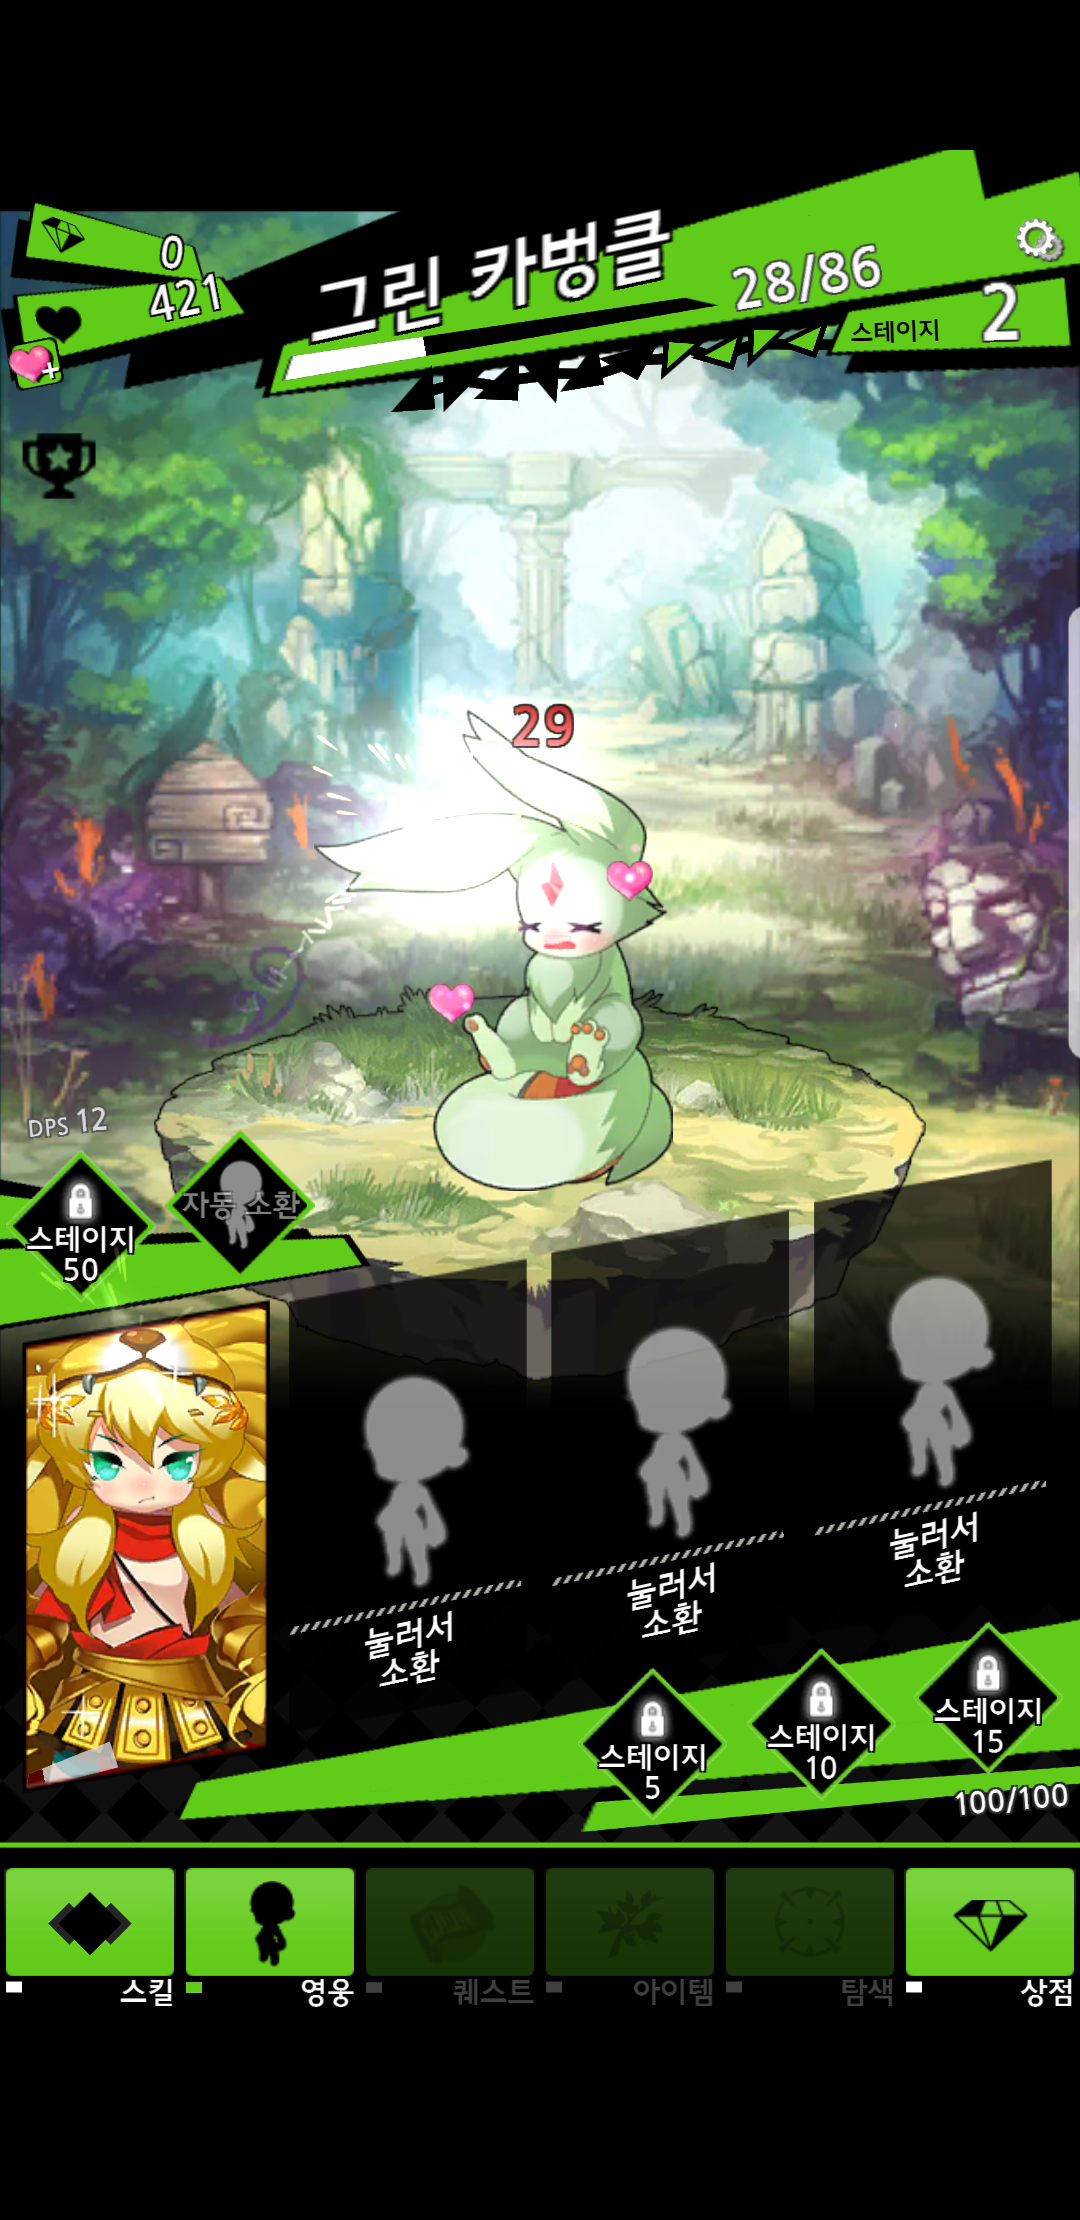 0
421
그린 카벙클
28/86
스테이지 2
29
DPS 12
스테이지
50
자동 소환
눌러서
소환
눌러서
소환
눌러서
소환
스테이지
5
스테이지
10
스테이지
15
100/100
스킬
영웅
퀘스트
아이템
탐색
상점